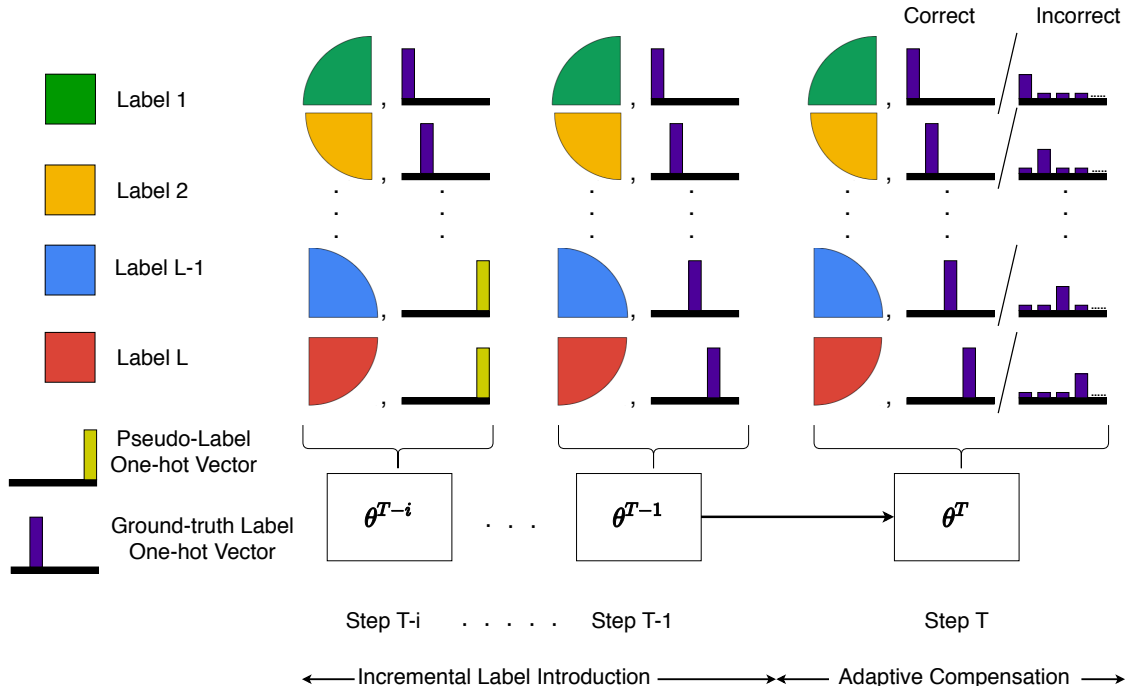 Correct
Incorrect
Label 1
, , , .....
Label 2
, , , .....
Label L-1
, , , .....
Label L
, , , .....
Pseudo-Label
One-hot Vector
Ground-truth Label
One-hot Vector
θ^{T-i}
. . .
θ^{T-1}
θ^{T}
Step T-i
. . . . .
Step T-1
Step T
Incremental Label Introduction
Adaptive Compensation